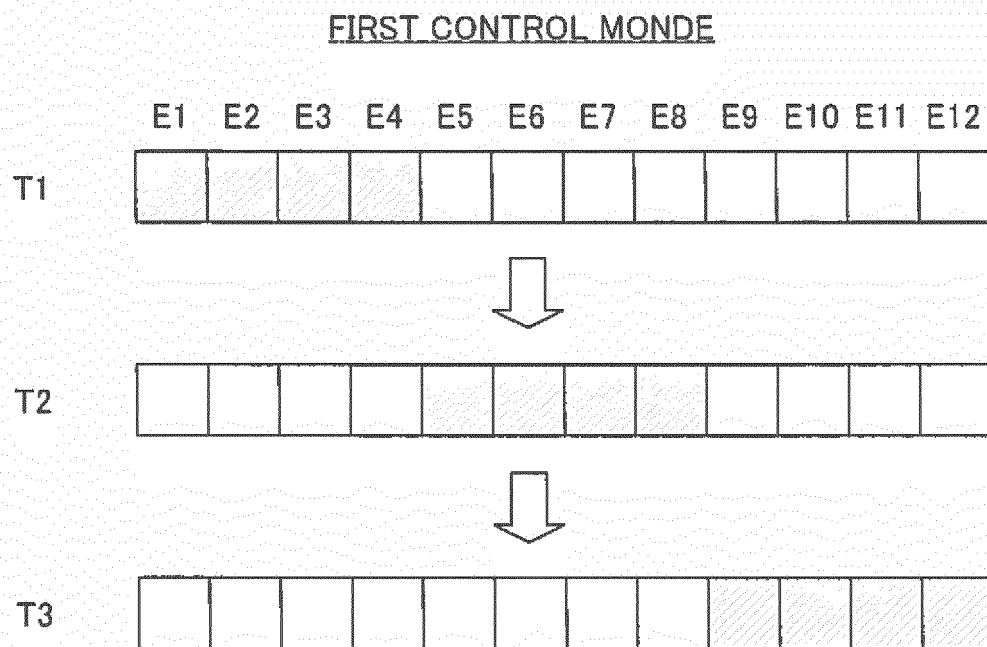 FIRST CONTROL MONDE
E1 E2 E3 E4 E5 E6 E7 E8 E9 E10 E11 E12
T1
T2
T3